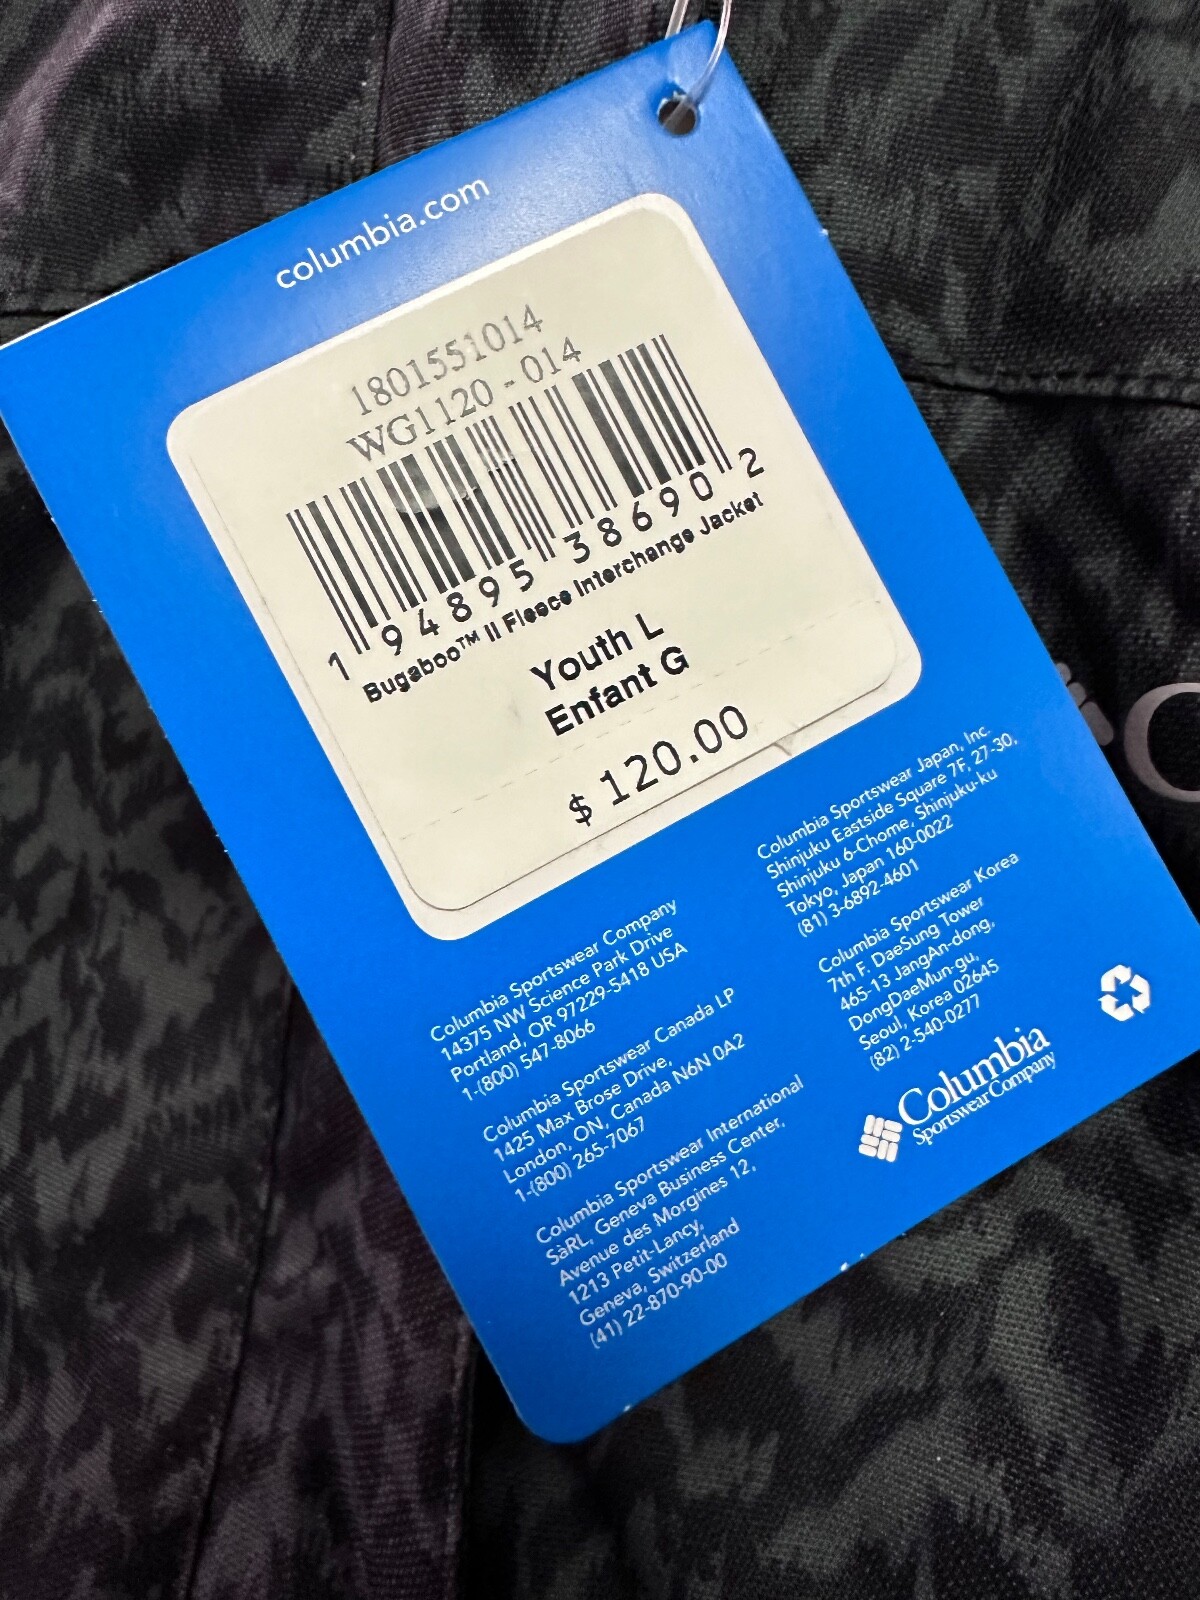 columbia.com
1801551014
WG1120 - 014
1 94895 38690 2
Bugaboo™ II Fleece Interchange Jacket
Youth L
Enfant G
$ 120.00
Columbia Sportswear Company
14375 NW Science Park Drive
Portland, OR 97229-5418 USA
1-(800) 547-8066
Columbia Sportswear Canada LP
1425 Max Brose Drive,
London, ON, Canada N6N 0A2
1-(800) 265-7067
Columbia Sportswear International
SàRL, Geneva Business Center,
Avenue des Morgines 12,
1213 Petit-Lancy,
Geneva, Switzerland
(41) 22-870-90-00
Columbia Sportswear Japan, Inc.
Shinjuku Eastside Square 7F, 27-30,
Shinjuku 6-Chome, Shinjuku-ku
Tokyo, Japan 160-0022
(81) 3-6892-4601
Columbia Sportswear Korea
7th F. DaeSung Tower
465-13 JangAn-dong,
DongDaeMun-gu,
Seoul, Korea 02645
(82) 2-540-0277
Columbia
Sportswear Company
C